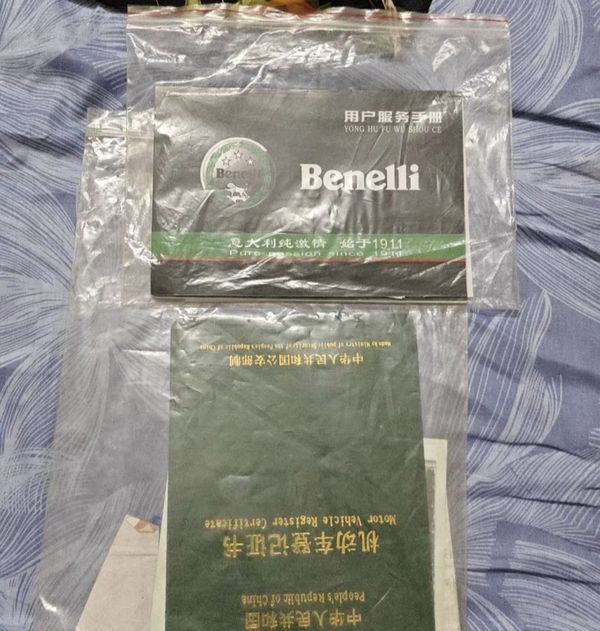 用户服务手册
YONG HU FU WU SHOU CE
Benelli
Benelli
意大利纯激情 始于1911
Pure passion since 1911
中华人民共和国
People's Republic of China
机动车登记证书
Motor Vehicle Register Certificate
中华人民共和国公安部制
Made by Ministry of public Security of the People's Republic of China